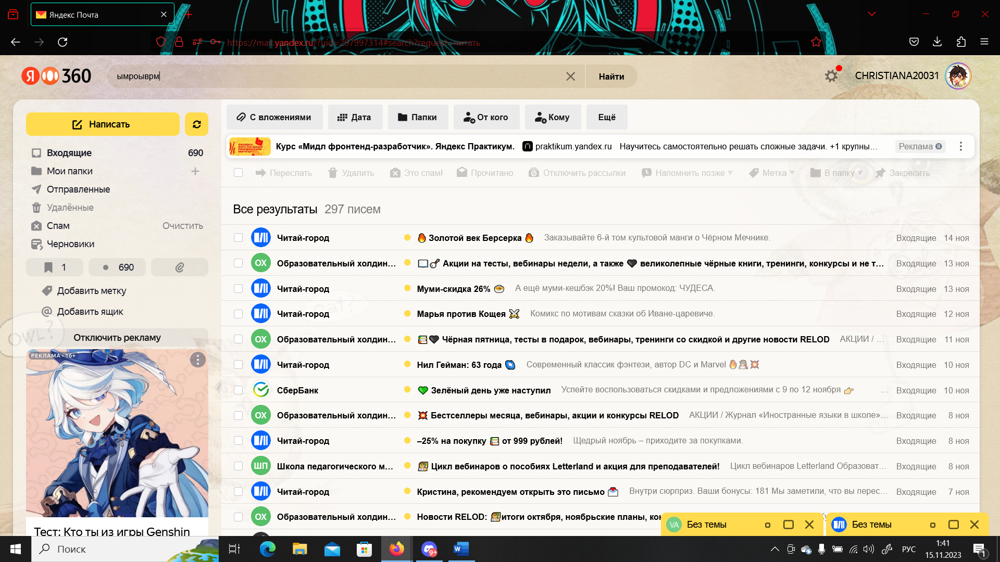 Яндекс Почта
https://mail.yandex.ru/?uid=297997314#search?request=читать
Я 360
ымроыврм
Найти
CHRISTIANA20031
Написать
С вложениями
Дата
Папки
От кого
Кому
Ещё
СКИДКА 20% НА ВАШУ ПРОФЕССИЮ МЕЧТЫ
Курс «Мидл фронтенд-разработчик». Яндекс Практикум. praktikum.yandex.ru Научитесь самостоятельно решать сложные задачи. +1 крупны... Реклама
Входящие 690
Мои папки
Отправленные
Удалённые
Спам Очистить
Черновики
1 690
Добавить метку
Добавить ящик
Отключить рекламу
РЕКЛАМА • 16+
Тест: Кто ты из игры Genshin
OWL?
Cat?
Переслать Удалить Это спам! Прочитано Отключить рассылки Напомнить позже Метка В папку Закрепить
Все результаты 297 писем
Читай-город 🔥 Золотой век Берсерка 🔥 Заказывайте 6-й том культовой манги о Чёрном Мечнике. Входящие 14 ноя
ОХ Образовательный холдин... Акции на тесты, вебинары недели, а также 🖤 великолепные чёрные книги, тренинги, конкурсы и не т... Входящие 13 ноя
Читай-город Муми-скидка 26% А ещё муми-кешбэк 20%! Ваш промокод: ЧУДЕСА. Входящие 13 ноя
Читай-город Марья против Кощея ⚔ Комикс по мотивам сказки об Иване-царевиче. Входящие 12 ноя
ОХ Образовательный холдин... 📚🖤 Чёрная пятница, тесты в подарок, вебинары, тренинги со скидкой и другие новости RELOD АКЦИИ / ... Входящие 11 ноя
Читай-город Нил Гейман: 63 года Современный классик фэнтези, автор DC и Marvel Входящие 10 ноя
СберБанк 💚 Зелёный день уже наступил Успейте воспользоваться скидками и предложениями с 9 по 12 ноября 👉 ... Входящие 10 ноя
ОХ Образовательный холдин... 💥 Бестселлеры месяца, вебинары, акции и конкурсы RELOD АКЦИИ / Журнал «Иностранные языки в школе»... Входящие 8 ноя
Читай-город –25% на покупку 📚 от 999 рублей! Щедрый ноябрь – приходите за покупками. Входящие 8 ноя
ШП Школа педагогического м... Цикл вебинаров о пособиях Letterland и акция для преподавателей! Цикл вебинаров Letterland Образоват... Входящие 8 ноя
Читай-город Кристина, рекомендуем открыть это письмо 💌 Внутри сюрприз. Ваши бонусы: 181 Мы заметили, что вы перес... Входящие 7 ноя
ОХ Образовательный холдин... Новости RELOD: итоги октября, ноябрьские планы,
VA Без темы
Без темы
Поиск
9+
W
РУС
1:41
15.11.2023
1